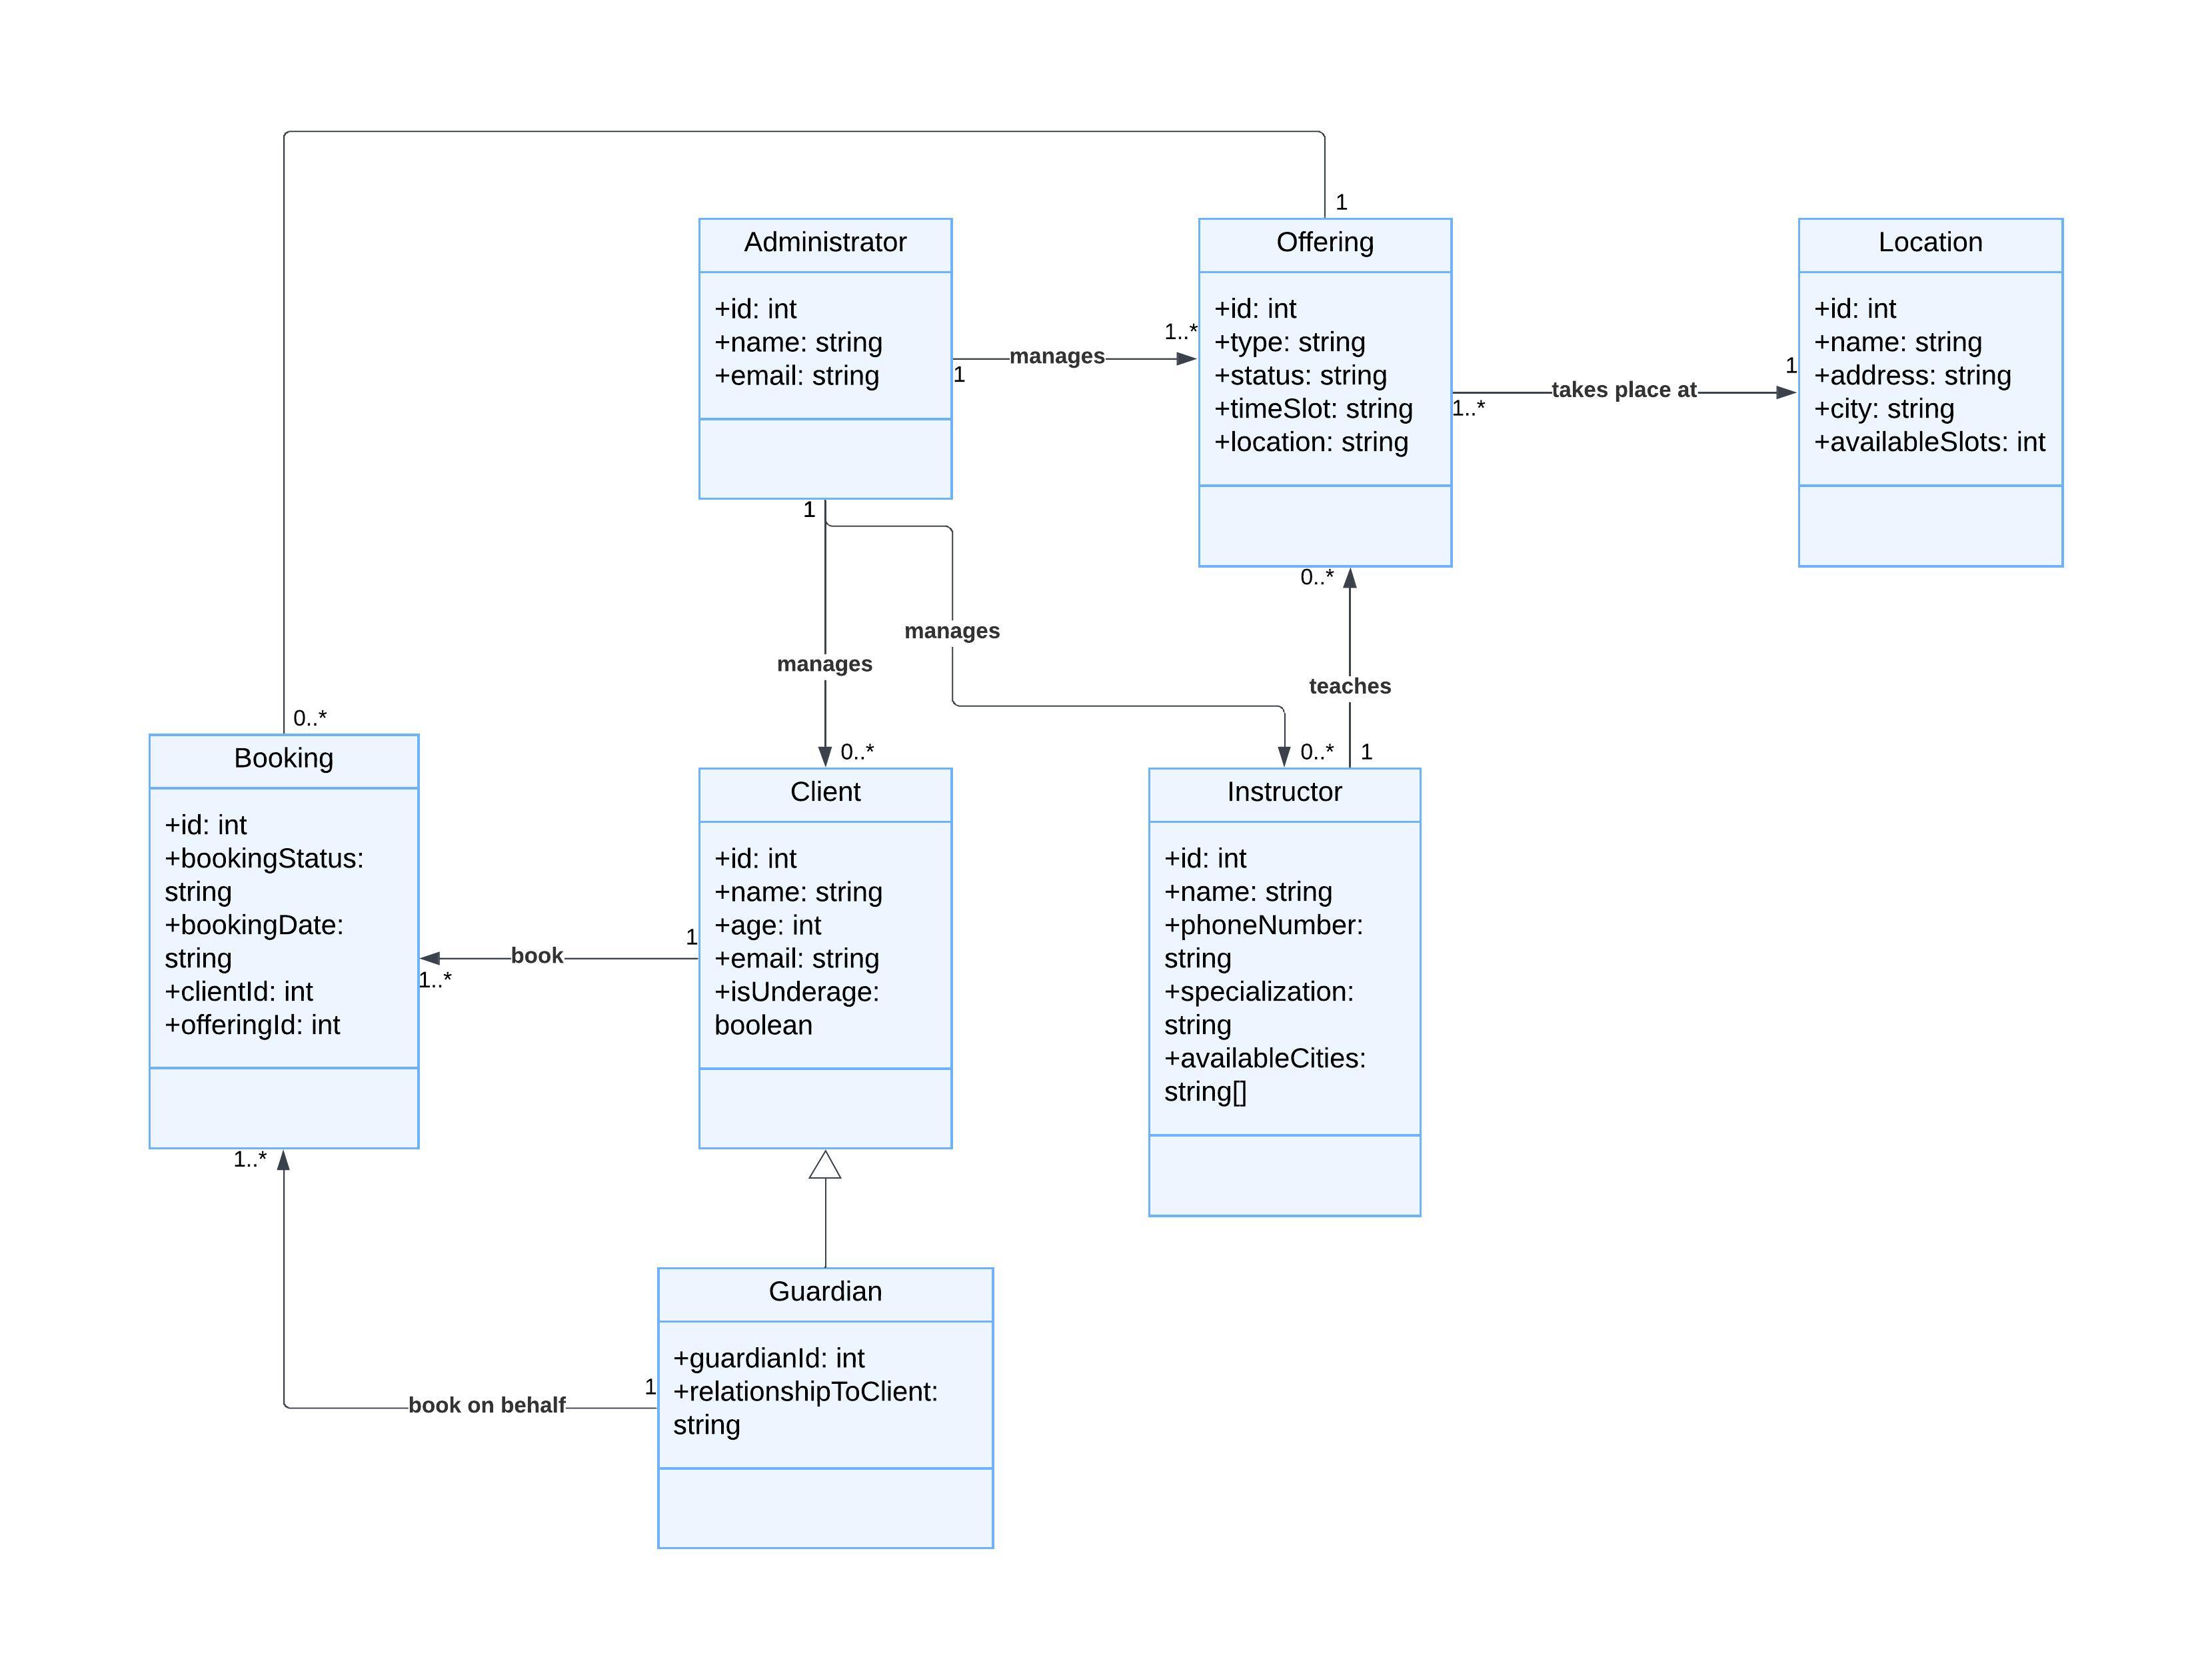 1
Administrator
+id: int
+name: string
+email: string
1
manages
1..*
Offering
+id: int
+type: string
+status: string
+timeSlot: string
+location: string
1..*
takes place at
1
Location
+id: int
+name: string
+address: string
+city: string
+availableSlots: int
1
manages
0..*
manages
0..*
0..*
teaches
1
0..*
Booking
+id: int
+bookingStatus:
string
+bookingDate:
string
+clientId: int
+offeringId: int
1..*
book
1
Client
+id: int
+name: string
+age: int
+email: string
+isUnderage:
boolean
Instructor
+id: int
+name: string
+phoneNumber:
string
+specialization:
string
+availableCities:
string[]
1..*
book on behalf
1
Guardian
+guardianId: int
+relationshipToClient:
string